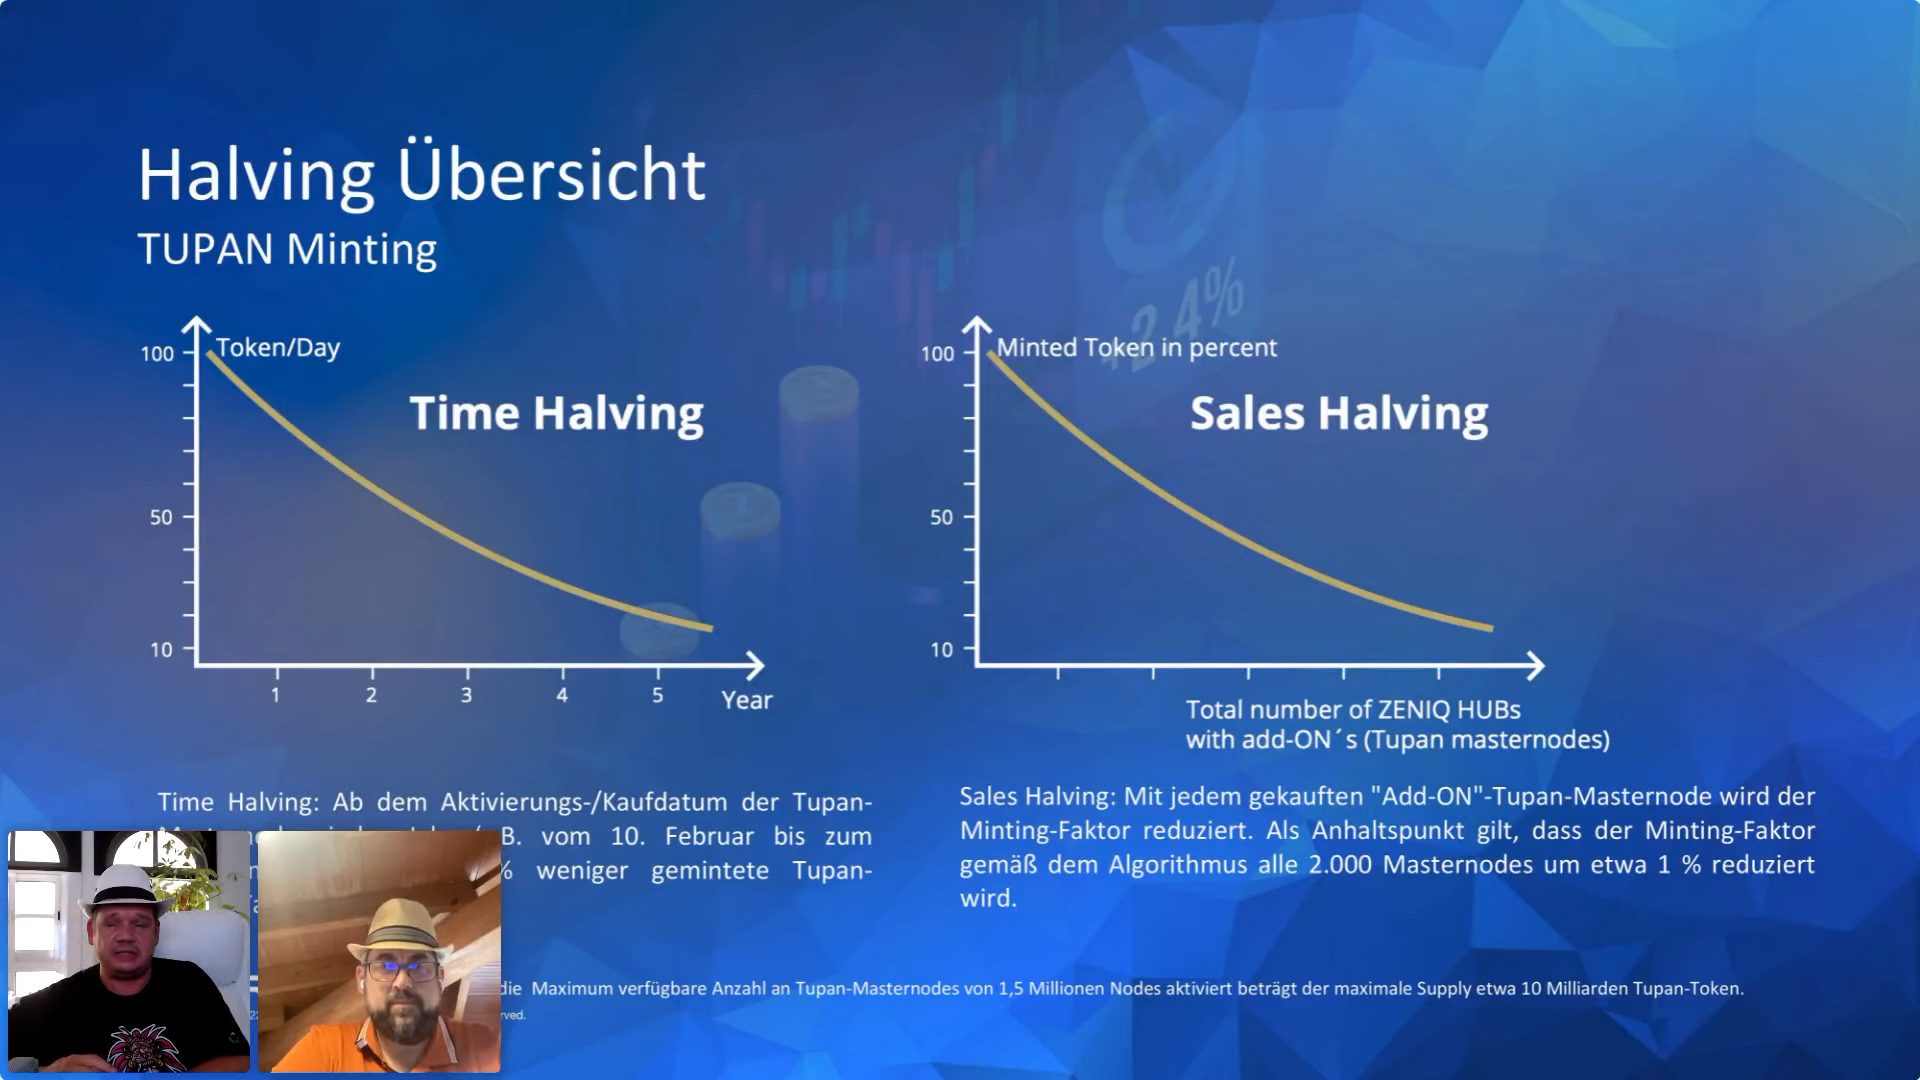 Halving Übersicht
TUPAN Minting
Token/Day
Time Halving
100
50
10
1 2 3 4 5
Year
Minted Token in percent
Sales Halving
100
50
10
Total number of ZENIQ HUBs
with add-ON´s (Tupan masternodes)
Time Halving: Ab dem Aktivierungs-/Kaufdatum der Tupan-
B. vom 10. Februar bis zum
% weniger gemintete Tupan-
Sales Halving: Mit jedem gekauften "Add-ON"-Tupan-Masternode wird der
Minting-Faktor reduziert. Als Anhaltspunkt gilt, dass der Minting-Faktor
gemäß dem Algorithmus alle 2.000 Masternodes um etwa 1 % reduziert
wird.
die Maximum verfügbare Anzahl an Tupan-Masternodes von 1,5 Millionen Nodes aktiviert beträgt der maximale Supply etwa 10 Milliarden Tupan-Token.
rved.